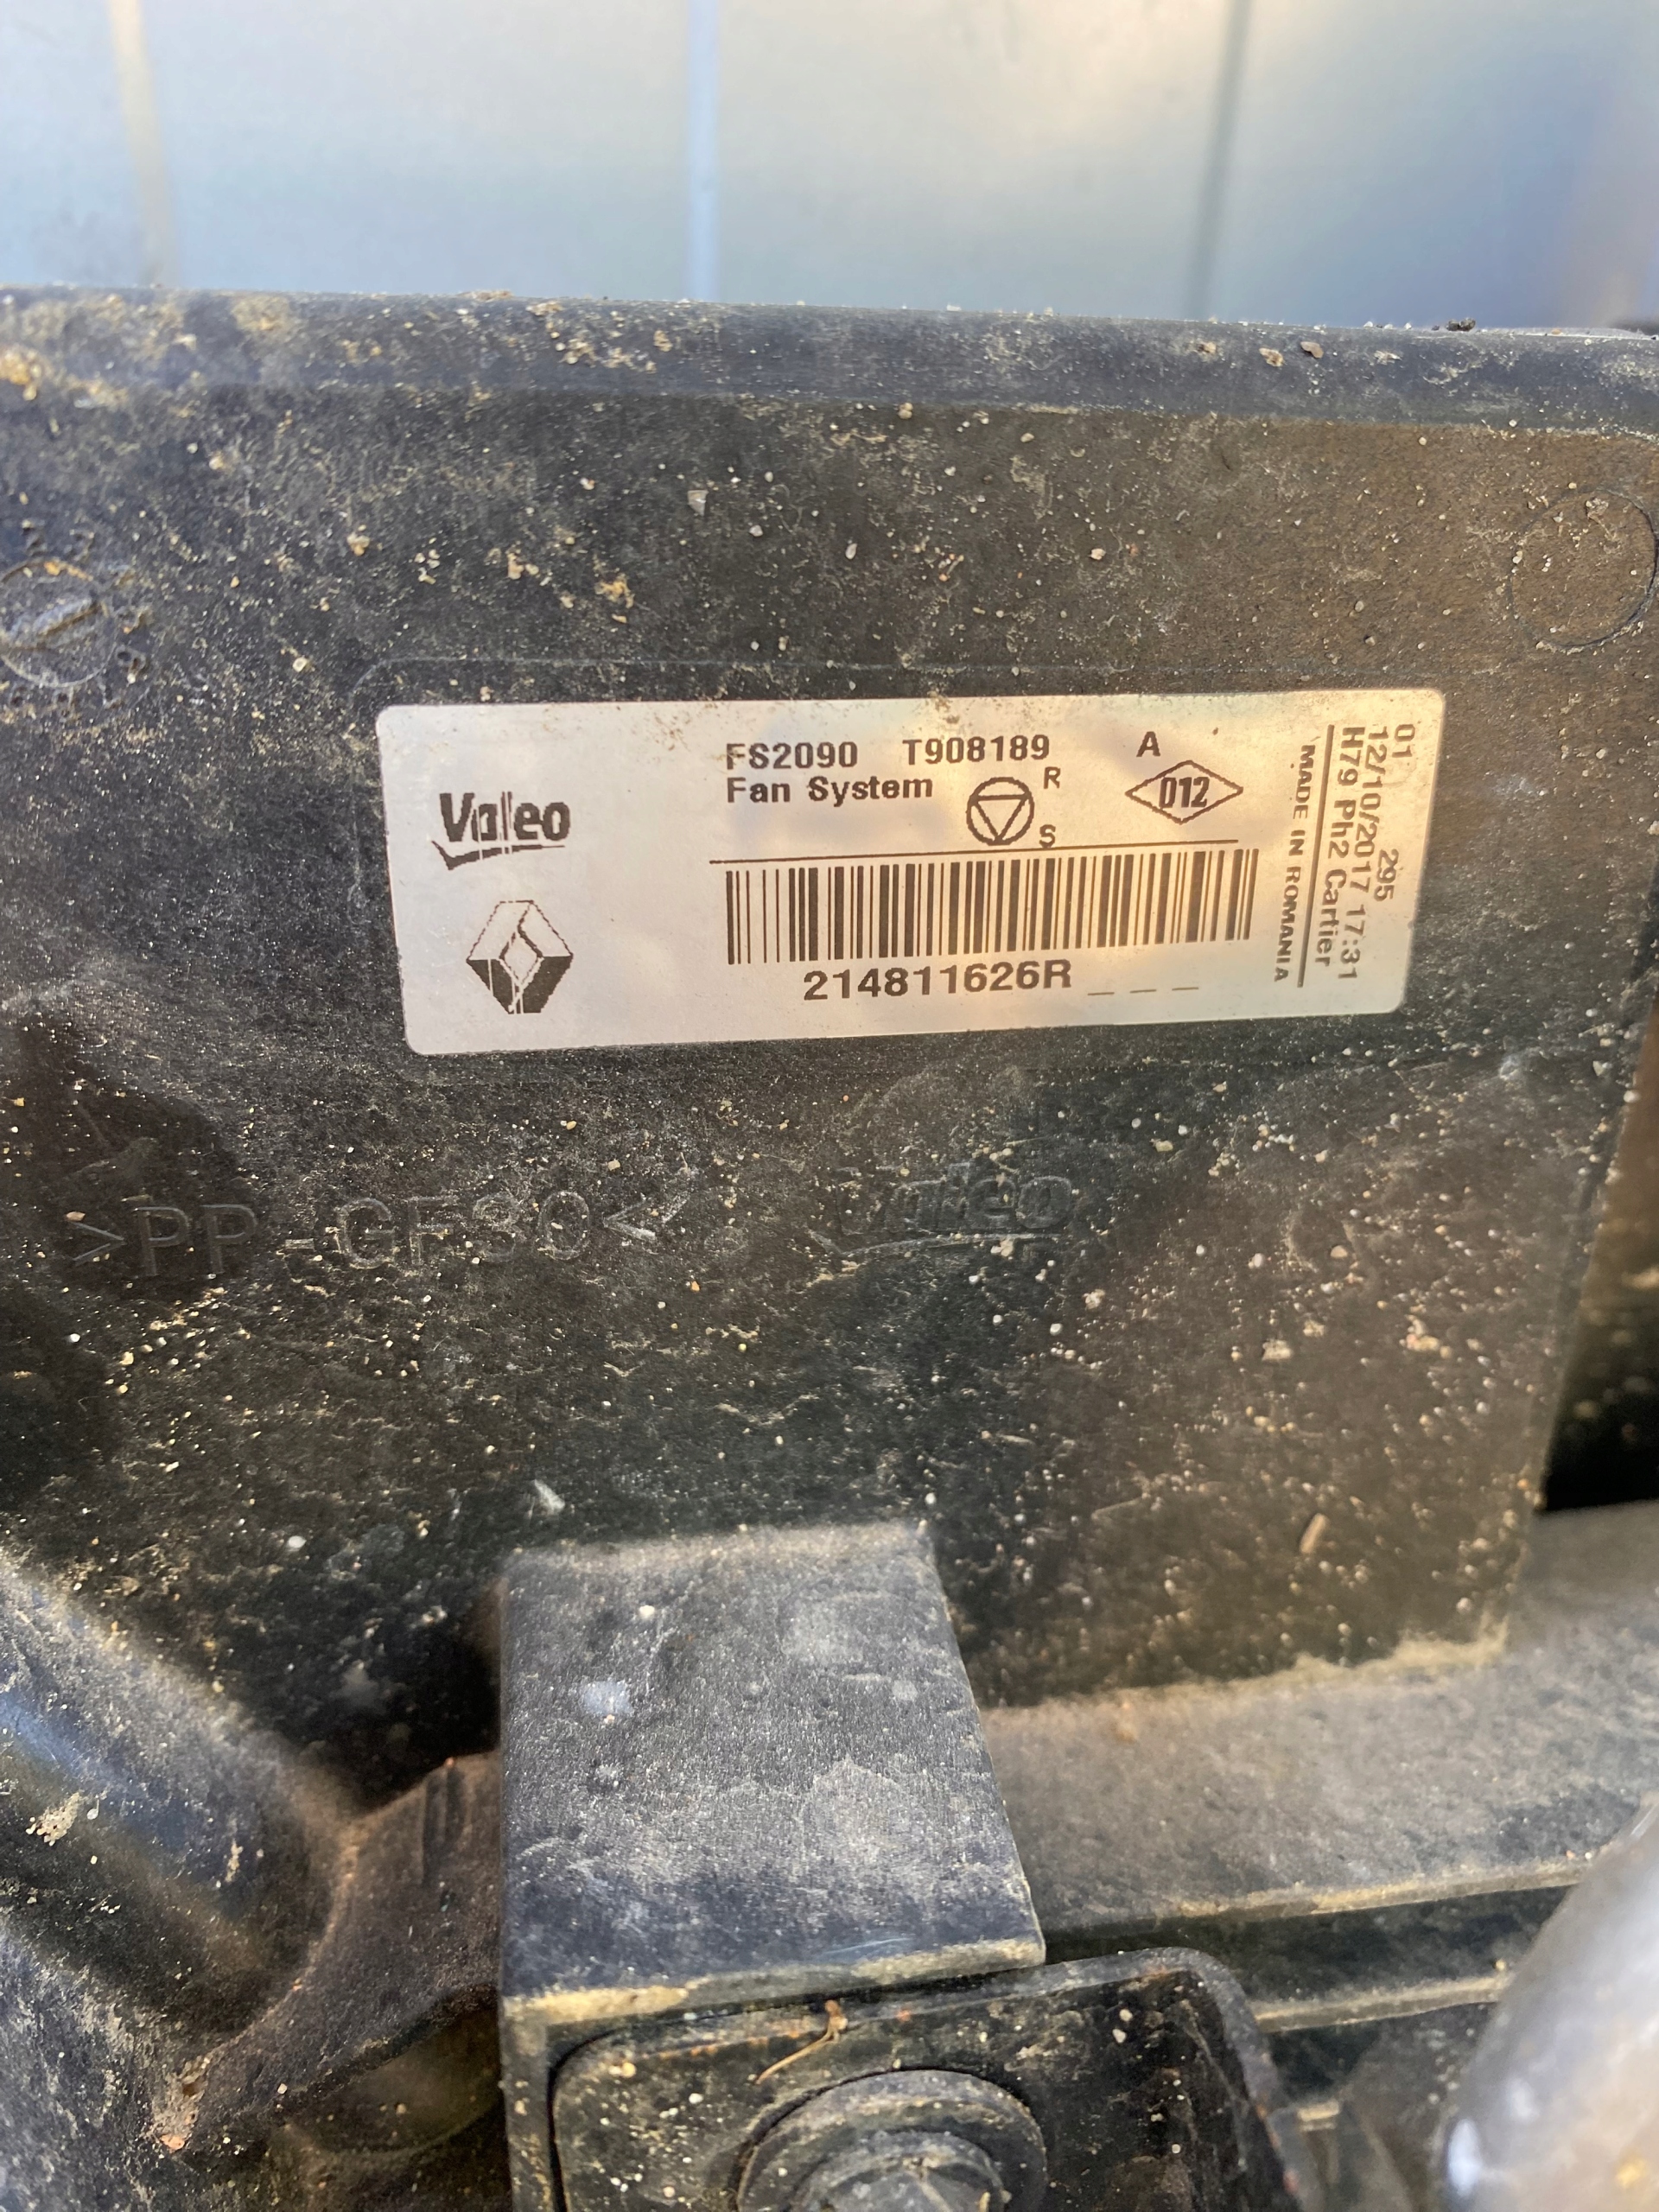 Valeo
FS2090 T908189
Fan System
R
S
A
012
214811626R _ _ _
01 295
12/10/2017 17:31
H79 Ph2 Cartier
MADE IN ROMANIA
>PP-GF30<
Valeo